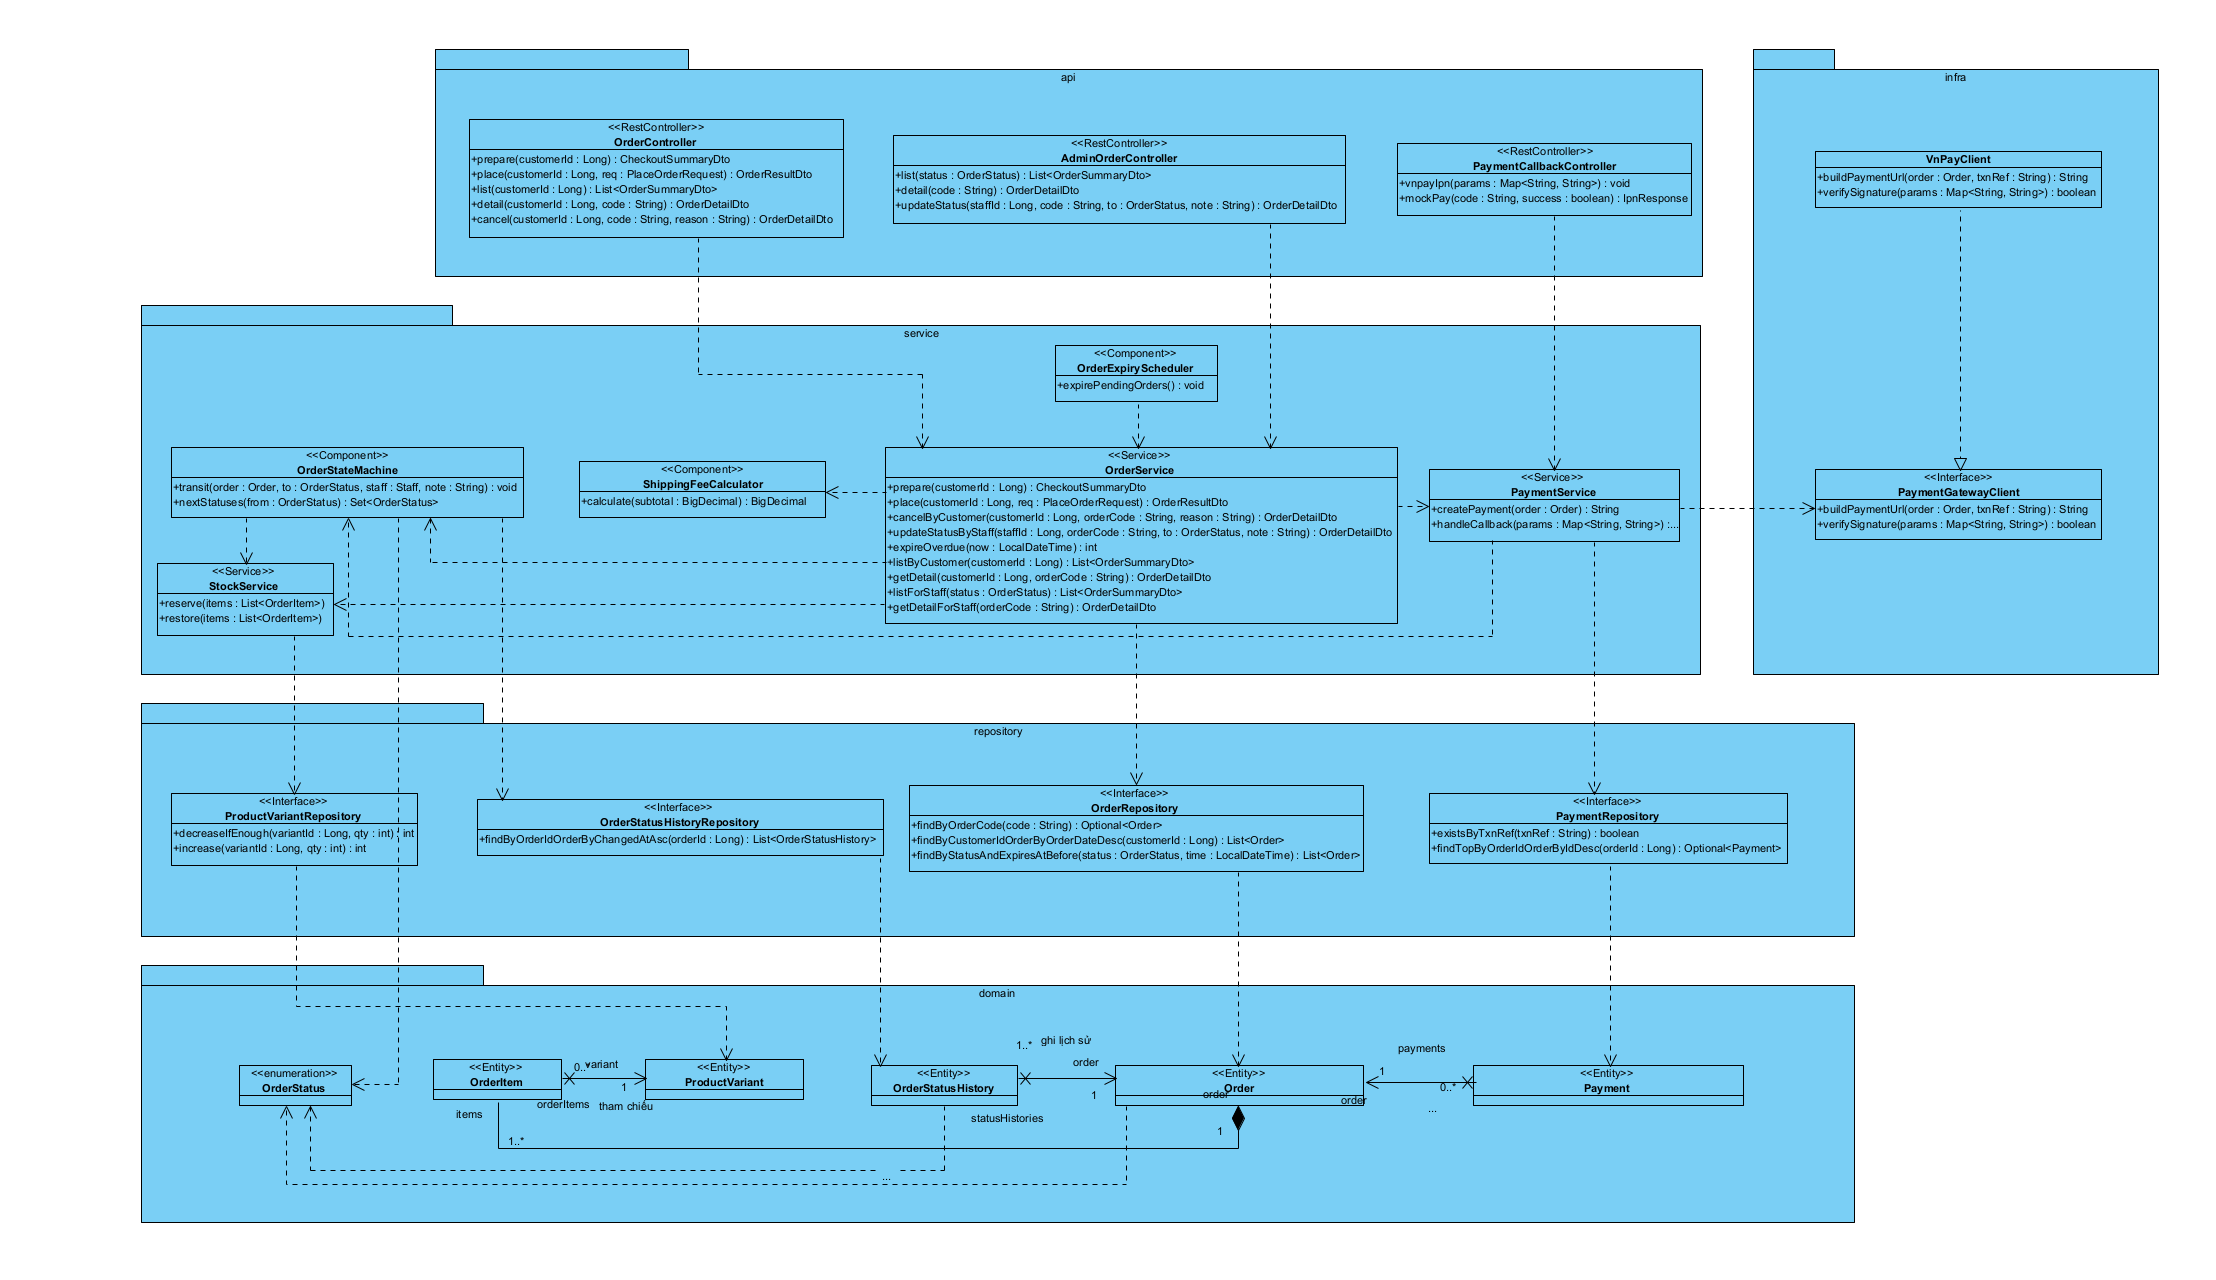 api
<<RestController>>
OrderController
+prepare(customerId : Long) : CheckoutSummaryDto
+place(customerId : Long, req : PlaceOrderRequest) : OrderResultDto
+list(customerId : Long) : List<OrderSummaryDto>
+detail(customerId : Long, code : String) : OrderDetailDto
+cancel(customerId : Long, code : String, reason : String) : OrderDetailDto
<<RestController>>
AdminOrderController
+list(status : OrderStatus) : List<OrderSummaryDto>
+detail(code : String) : OrderDetailDto
+updateStatus(staffId : Long, code : String, to : OrderStatus, note : String) : OrderDetailDto
<<RestController>>
PaymentCallbackController
+vnpayIpn(params : Map<String, String>) : void
+mockPay(code : String, success : boolean) : IpnResponse
infra
VnPayClient
+buildPaymentUrl(order : Order, txnRef : String) : String
+verifySignature(params : Map<String, String>) : boolean
<<Interface>>
PaymentGatewayClient
+buildPaymentUrl(order : Order, txnRef : String) : String
+verifySignature(params : Map<String, String>) : boolean
service
<<Component>>
OrderExpiryScheduler
+expirePendingOrders() : void
<<Component>>
OrderStateMachine
+transit(order : Order, to : OrderStatus, staff : Staff, note : String) : void
+nextStatuses(from : OrderStatus) : Set<OrderStatus>
<<Component>>
ShippingFeeCalculator
+calculate(subtotal : BigDecimal) : BigDecimal
<<Service>>
OrderService
+prepare(customerId : Long) : CheckoutSummaryDto
+place(customerId : Long, req : PlaceOrderRequest) : OrderResultDto
+cancelByCustomer(customerId : Long, orderCode : String, reason : String) : OrderDetailDto
+updateStatusByStaff(staffId : Long, orderCode : String, to : OrderStatus, note : String) : OrderDetailDto
+expireOverdue(now : LocalDateTime) : int
+listByCustomer(customerId : Long) : List<OrderSummaryDto>
+getDetail(customerId : Long, orderCode : String) : OrderDetailDto
+listForStaff(status : OrderStatus) : List<OrderSummaryDto>
+getDetailForStaff(orderCode : String) : OrderDetailDto
<<Service>>
PaymentService
+createPayment(order : Order) : String
+handleCallback(params : Map<String, String>) :...
<<Service>>
StockService
+reserve(items : List<OrderItem>)
+restore(items : List<OrderItem>)
repository
<<Interface>>
ProductVariantRepository
+decreaseIfEnough(variantId : Long, qty : int) : int
+increase(variantId : Long, qty : int) : int
<<Interface>>
OrderStatusHistoryRepository
+findByOrderIdOrderByChangedAtAsc(orderId : Long) : List<OrderStatusHistory>
<<Interface>>
OrderRepository
+findByOrderCode(code : String) : Optional<Order>
+findByCustomerIdOrderByOrderDateDesc(customerId : Long) : List<Order>
+findByStatusAndExpiresAtBefore(status : OrderStatus, time : LocalDateTime) : List<Order>
<<Interface>>
PaymentRepository
+existsByTxnRef(txnRef : String) : boolean
+findTopByOrderIdOrderByIdDesc(orderId : Long) : Optional<Payment>
domain
<<enumeration>>
OrderStatus
<<Entity>>
OrderItem
0..*
variant
1
orderItems
tham chiếu
<<Entity>>
ProductVariant
<<Entity>>
OrderStatusHistory
1..*
ghi lịch sử
order
1
statusHistories
<<Entity>>
Order
order
payments
1
0..*
order
...
<<Entity>>
Payment
items
1..*
1
...